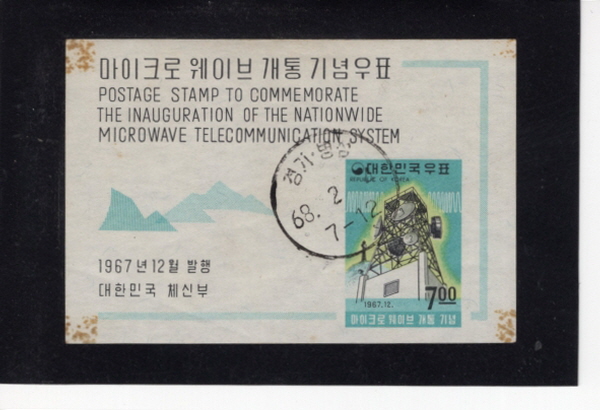 마이크로 웨이브 개통 기념우표
POSTAGE STAMP TO COMMEMORATE
THE INAUGURATION OF THE NATIONWIDE
MICROWAVE TELECOMMUNICATION SYSTEM
경기·
68. 2
7-12
대한민국우표
REPUBLIC OF KOREA
1967.12.
7.00
마이크로 웨이브 개통 기념
1967년 12월 발행
대한민국 체신부